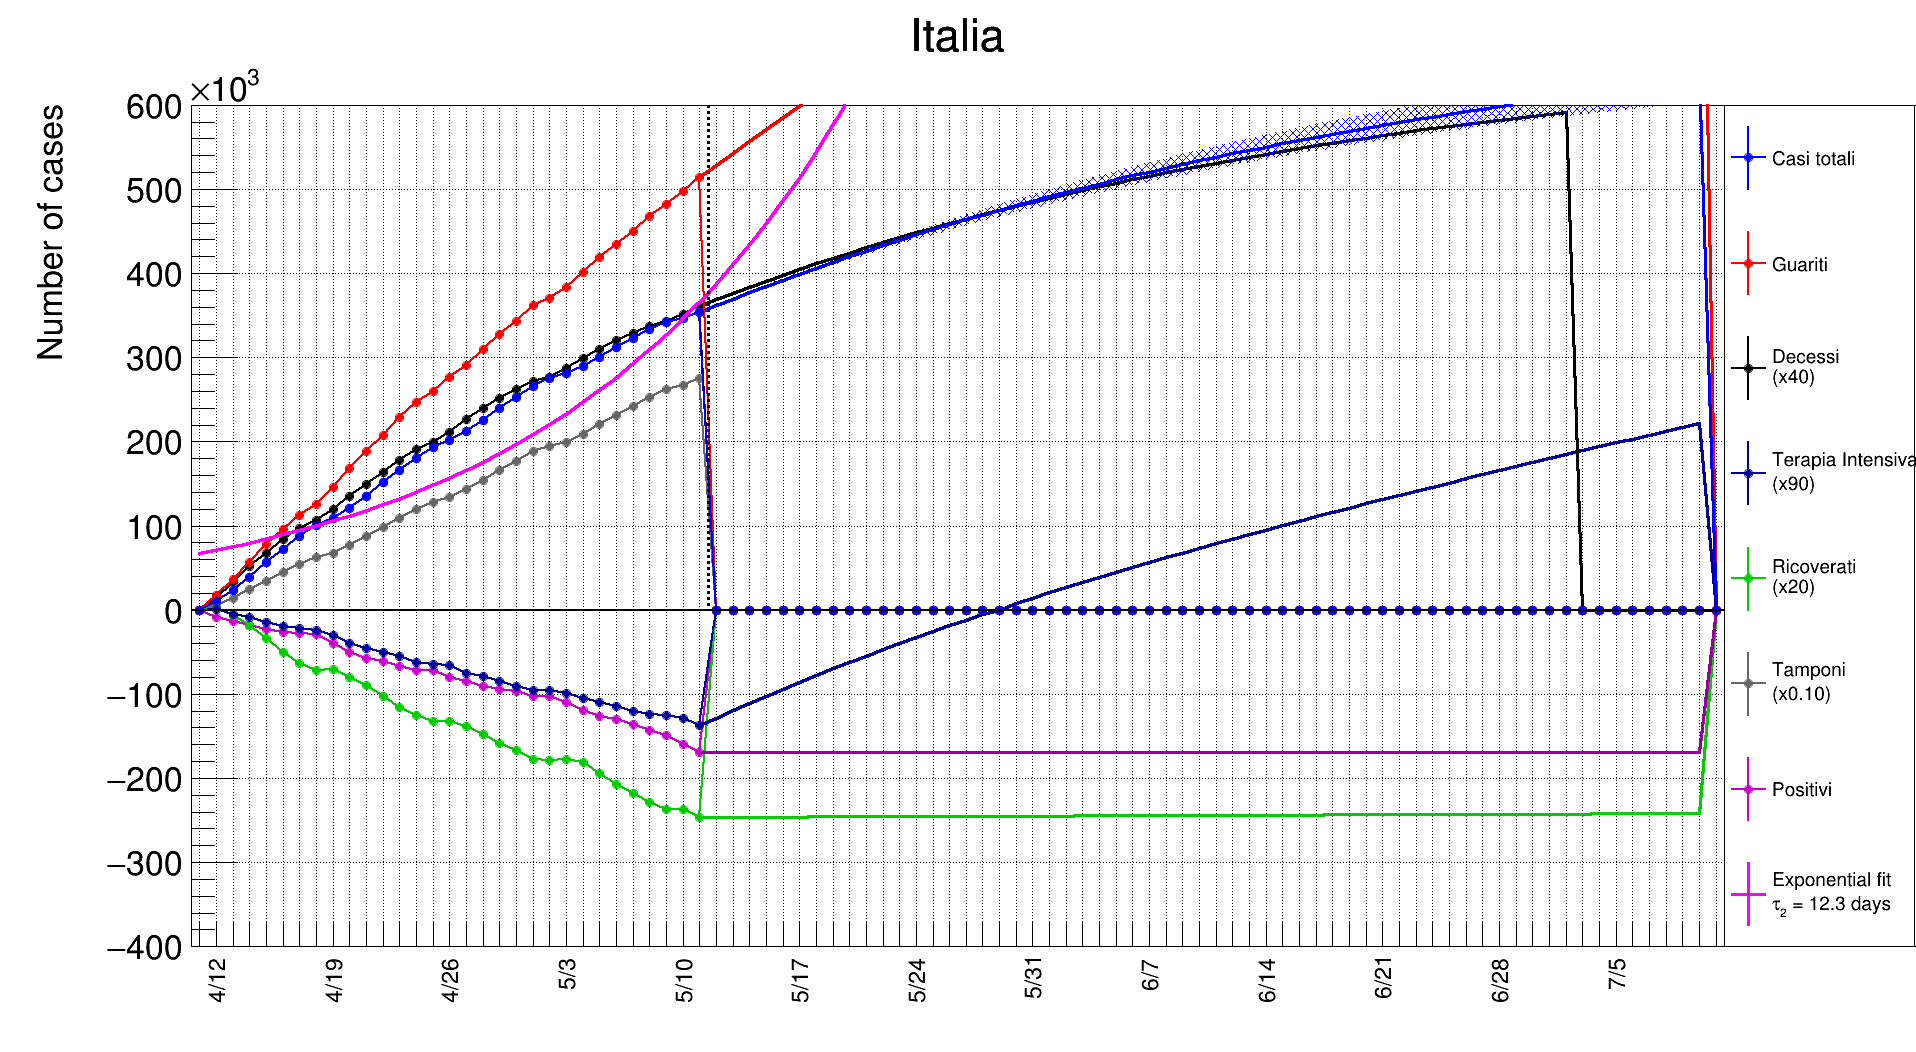 Italia
×10³
Number of cases
600
500
400
300
200
100
0
−100
−200
−300
−400
4/12
4/19
4/26
5/3
5/10
5/17
5/24
5/31
6/7
6/14
6/21
6/28
7/5
Casi totali
Guariti
Decessi
(x40)
Terapia Intensiva
(x90)
Ricoverati
(x20)
Tamponi
(x0.10)
Positivi
Exponential fit
τ₂ = 12.3 days